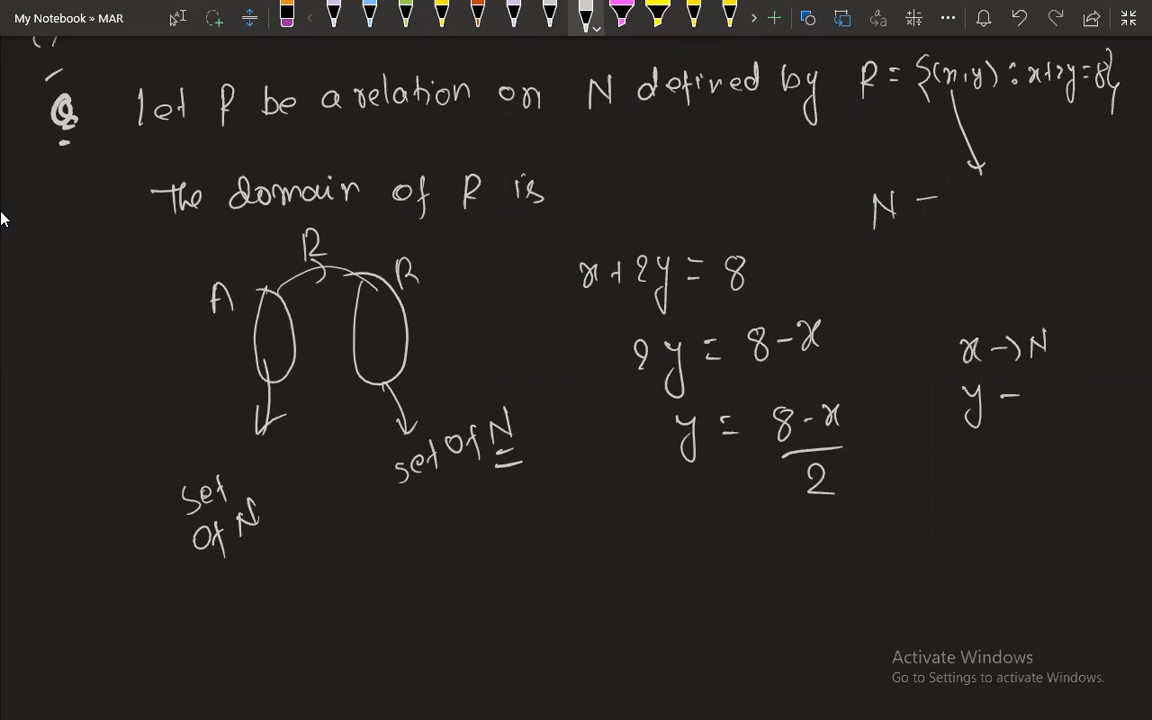 My Notebook » MAR
Q Let R be a relation on N defined by R = {(x,y) : x+2y=8}
The domain of R is
N -
R
A
R
x + 2y = 8
2y = 8 - x
x -> N
y -
y = 8 - x
2
set of N
set
of N
Activate Windows
Go to Settings to activate Windows.